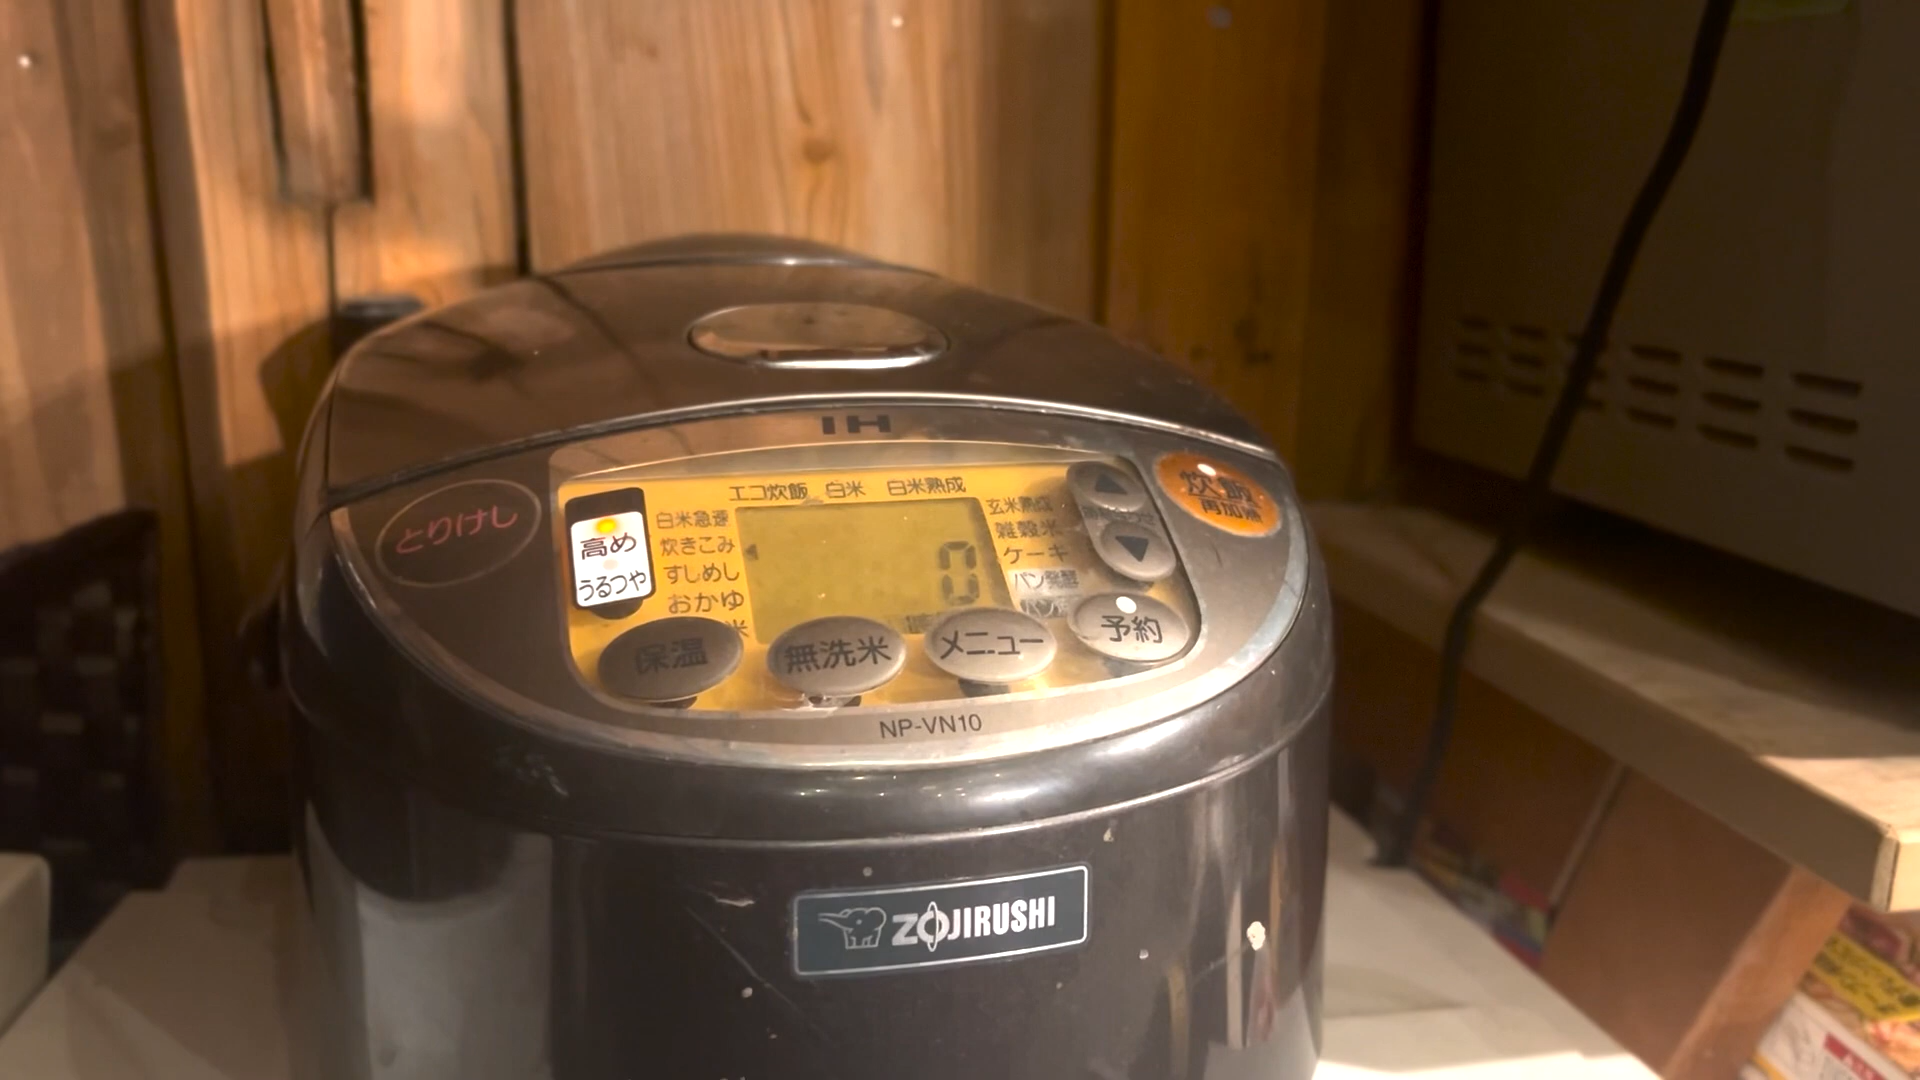 IH
エコ炊飯 白米 白米熟成
とりけし
高め
うるつや
白米急速
炊きこみ
すしめし
おかゆ
米
0
玄米熟成
雑穀米
ケーキ
パン発酵
炊飯
再加熱
保温
無洗米
メニュー
予約
NP-VN10
ZOJIRUSHI